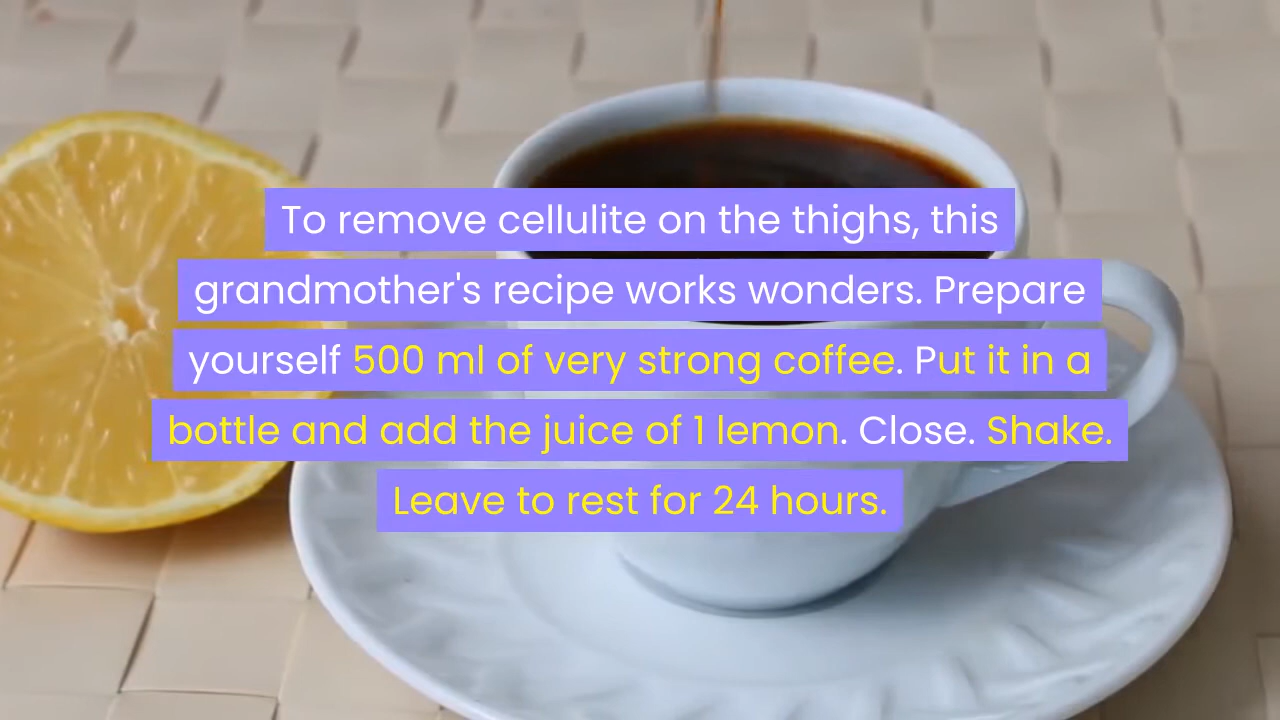 To remove cellulite on the thighs, this
grandmother's recipe works wonders. Prepare
yourself 500 ml of very strong coffee. Put it in a
bottle and add the juice of 1 lemon. Close. Shake.
Leave to rest for 24 hours.